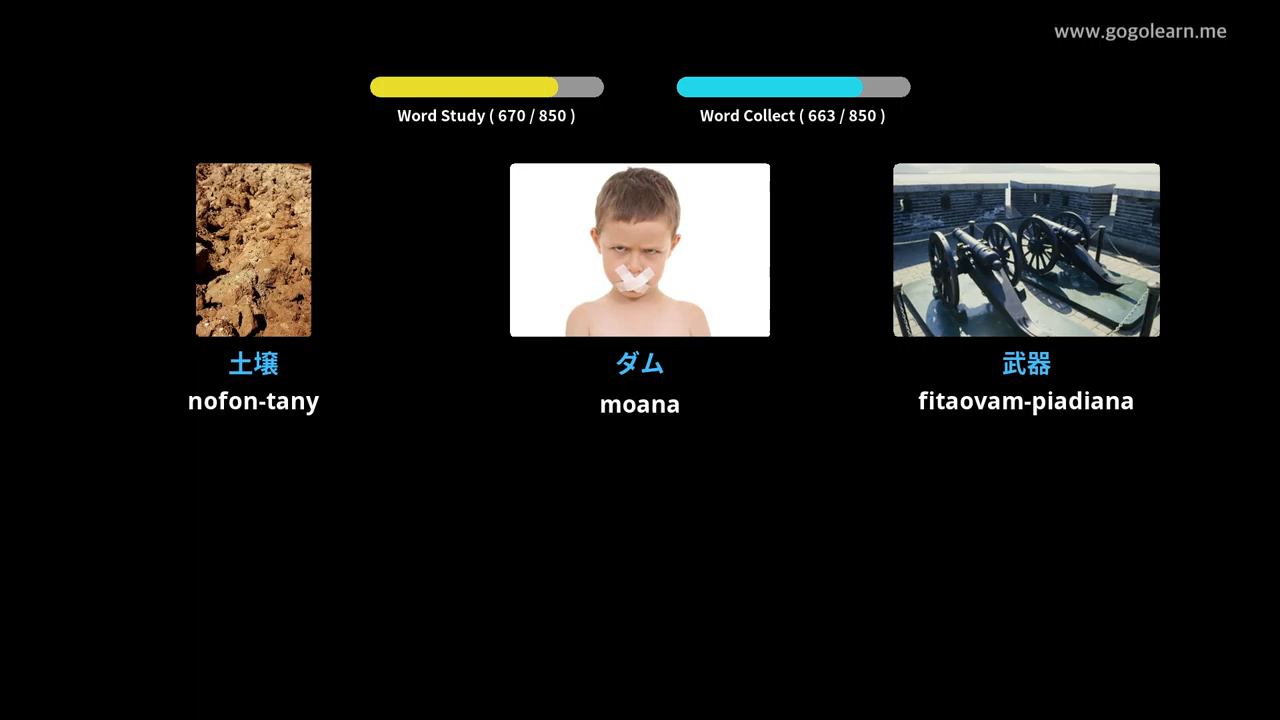 www.gogolearn.me
Word Study ( 670 / 850 )
Word Collect ( 663 / 850 )
土壌
nofon-tany
ダム
moana
武器
fitaovam-piadiana